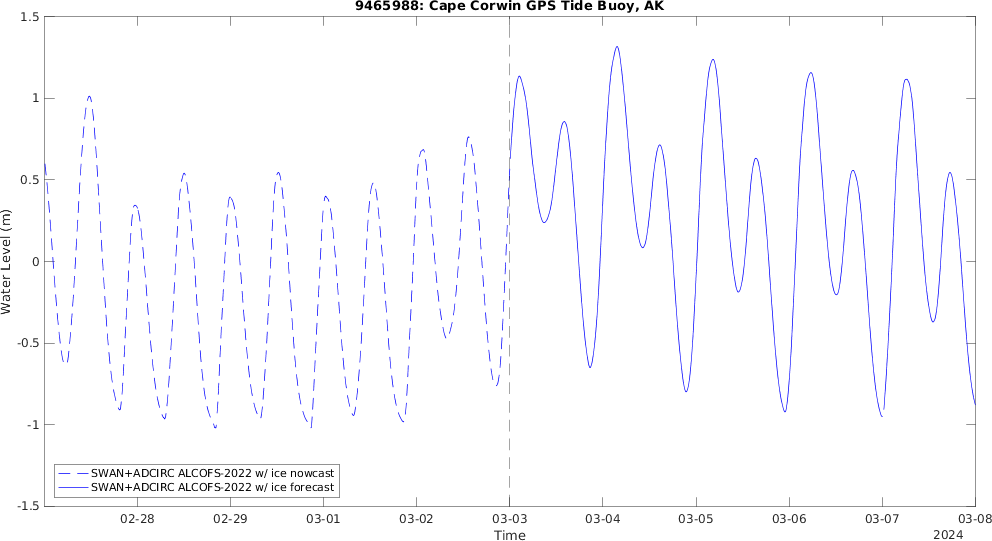 9465988: Cape Corwin GPS Tide Buoy, AK
1.5
1
0.5
0
-0.5
-1
-1.5
Water Level (m)
SWAN+ADCIRC ALCOFS-2022 w/ ice nowcast
SWAN+ADCIRC ALCOFS-2022 w/ ice forecast
02-28 02-29 03-01 03-02 03-03 03-04 03-05 03-06 03-07 03-08
Time
2024